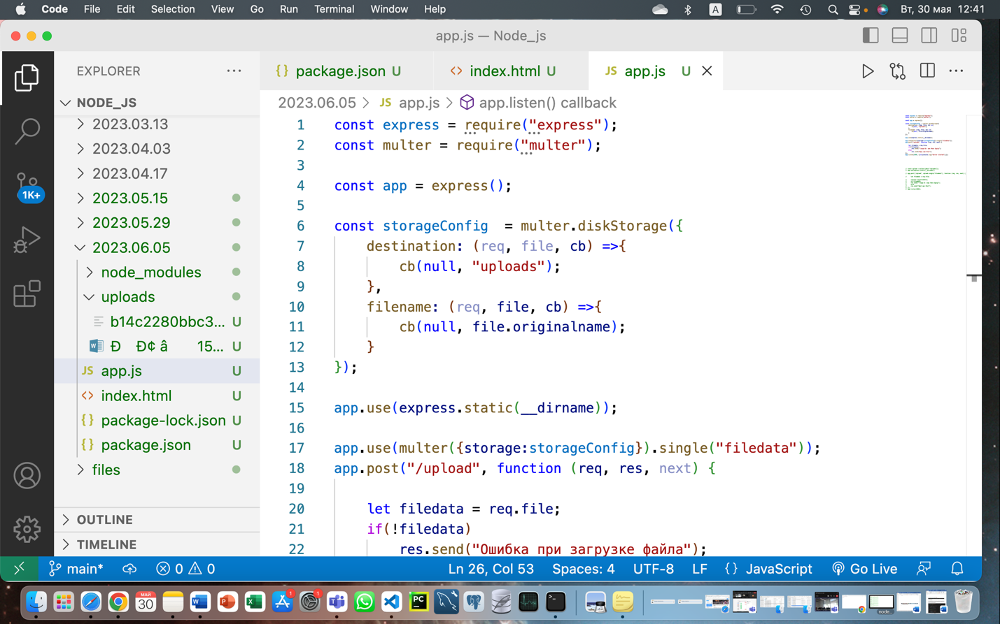 Code File Edit Selection View Go Run Terminal Window Help A Вт, 30 мая 12:41
app.js — Node_js
EXPLORER
package.json U
index.html U
JS app.js U
NODE_JS
2023.06.05 > JS app.js > app.listen() callback
2023.03.13
2023.04.03
2023.04.17
2023.05.15
2023.05.29
2023.06.05
node_modules
uploads
b14c2280bbc3... U
Ð Ð¢ â 15... U
JS app.js U
index.html U
package-lock.json U
package.json U
files
OUTLINE
TIMELINE
1K+
1 const express = require("express");
2 const multer = require("multer");
3
4 const app = express();
5
6 const storageConfig  = multer.diskStorage({
7     destination: (req, file, cb) =>{
8         cb(null, "uploads");
9     },
10     filename: (req, file, cb) =>{
11         cb(null, file.originalname);
12     }
13 });
14
15 app.use(express.static(__dirname));
16
17 app.use(multer({storage:storageConfig}).single("filedata"));
18 app.post("/upload", function (req, res, next) {
19
20     let filedata = req.file;
21     if(!filedata)
22         res.send("Ошибка при загрузке файла");
main* 0 0 Ln 26, Col 53 Spaces: 4 UTF-8 LF {} JavaScript Go Live
МАЙ
30
1
1
PC
node...